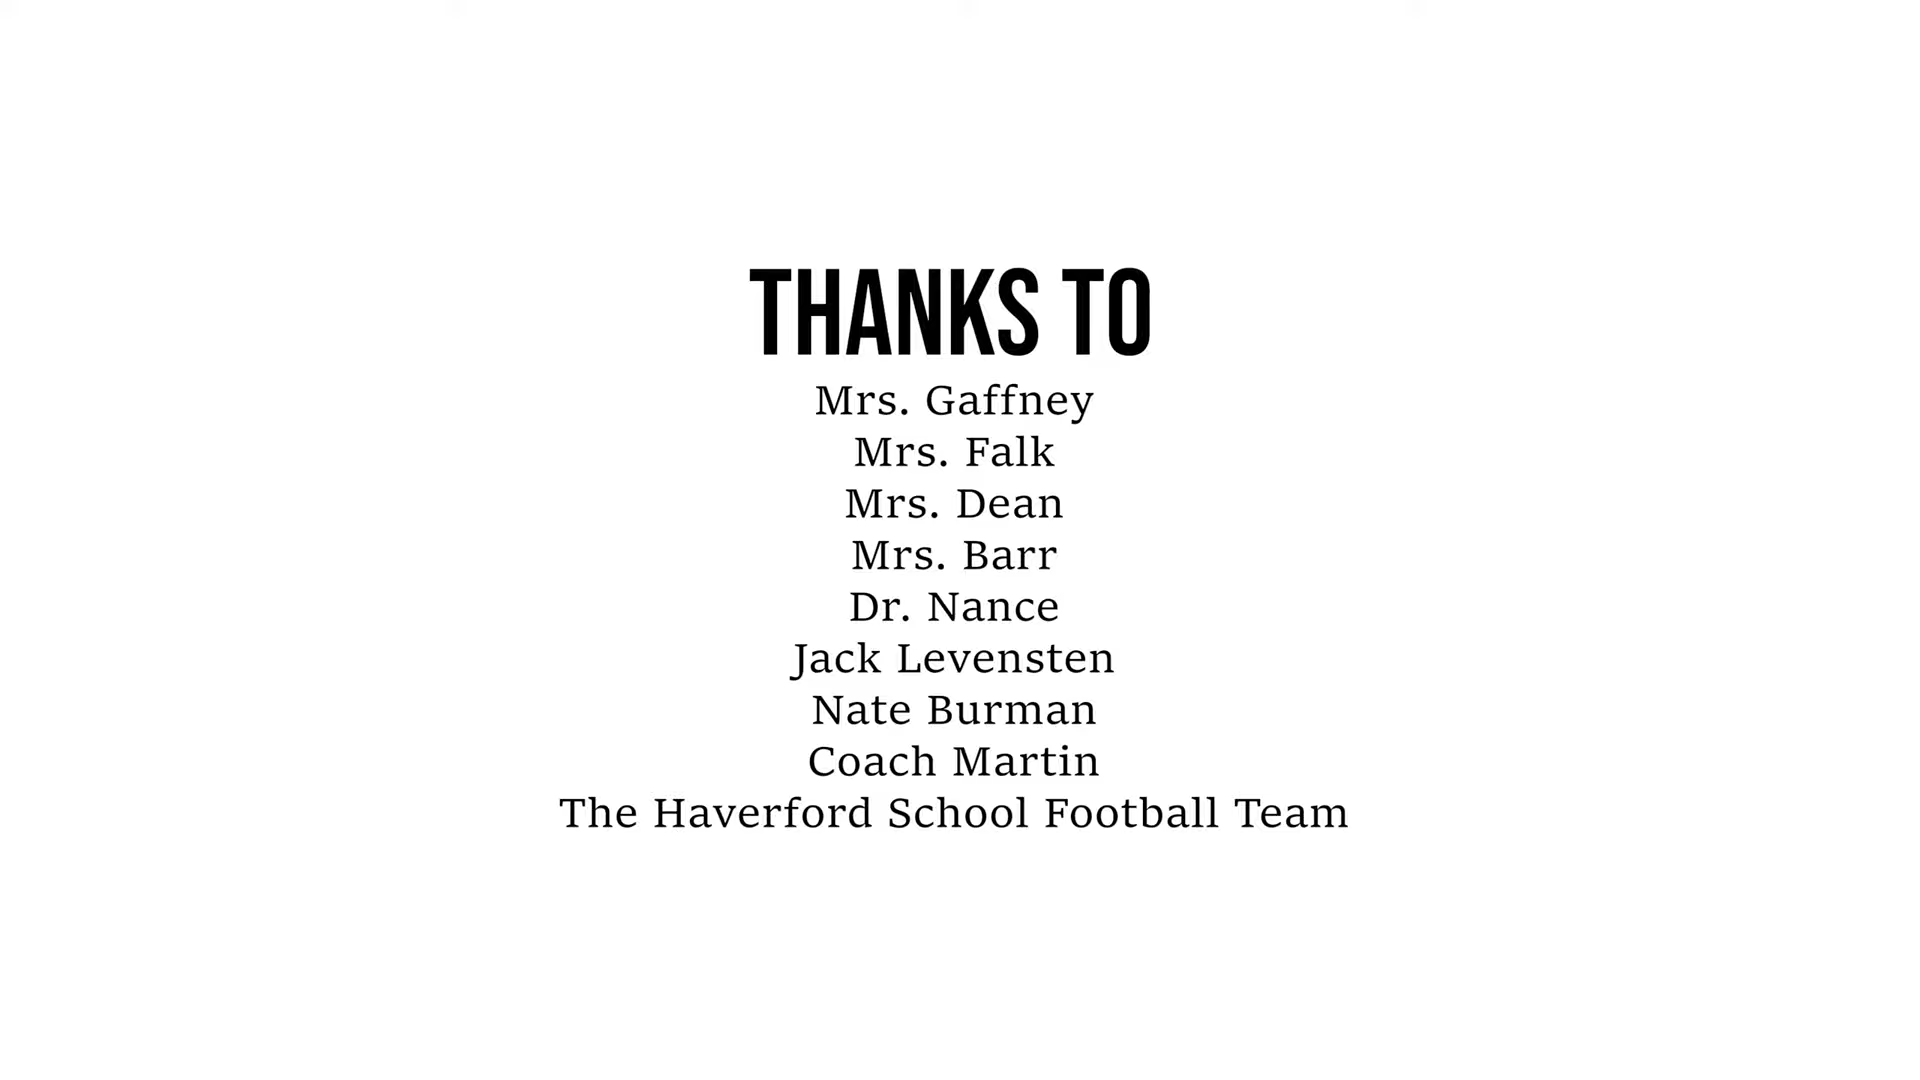 THANKS TO
Mrs. Gaffney
Mrs. Falk
Mrs. Dean
Mrs. Barr
Dr. Nance
Jack Levensten
Nate Burman
Coach Martin
The Haverford School Football Team